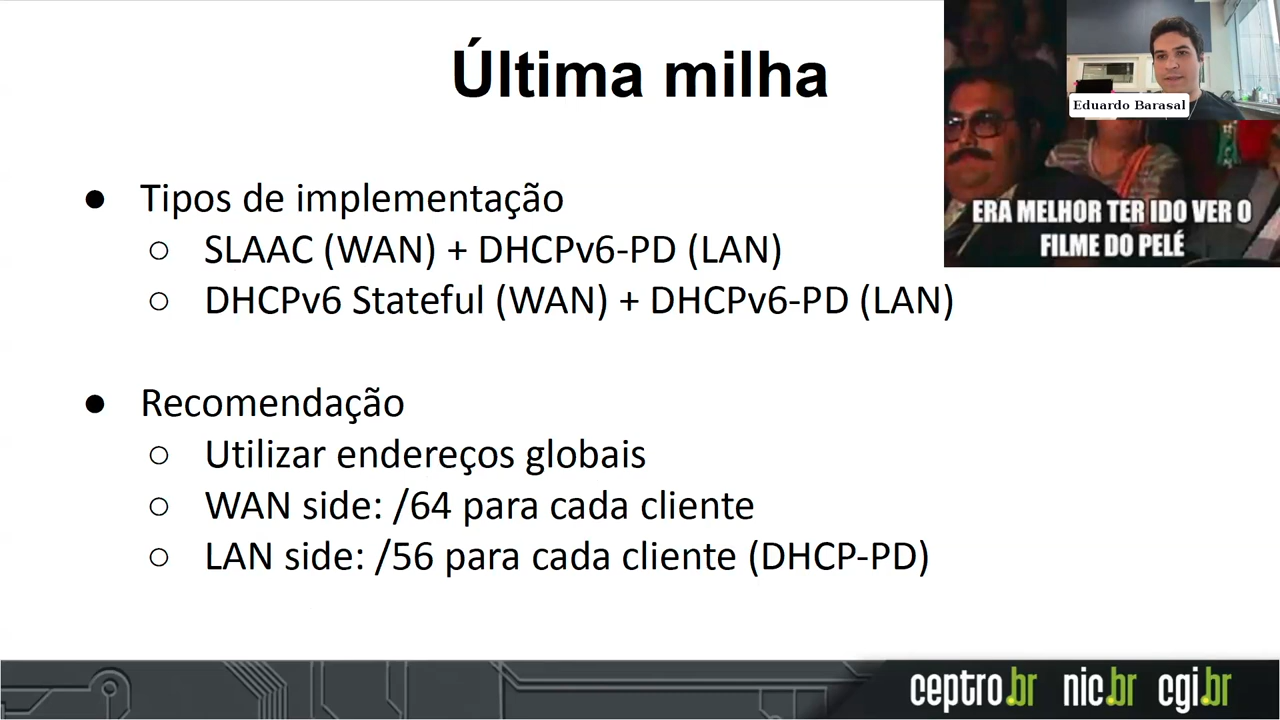 Última milha
Eduardo Barasal
ERA MELHOR TER IDO VER O
FILME DO PELÉ
● Tipos de implementação
○ SLAAC (WAN) + DHCPv6-PD (LAN)
○ DHCPv6 Stateful (WAN) + DHCPv6-PD (LAN)
● Recomendação
○ Utilizar endereços globais
○ WAN side: /64 para cada cliente
○ LAN side: /56 para cada cliente (DHCP-PD)
ceptro.br nic.br cgi.br